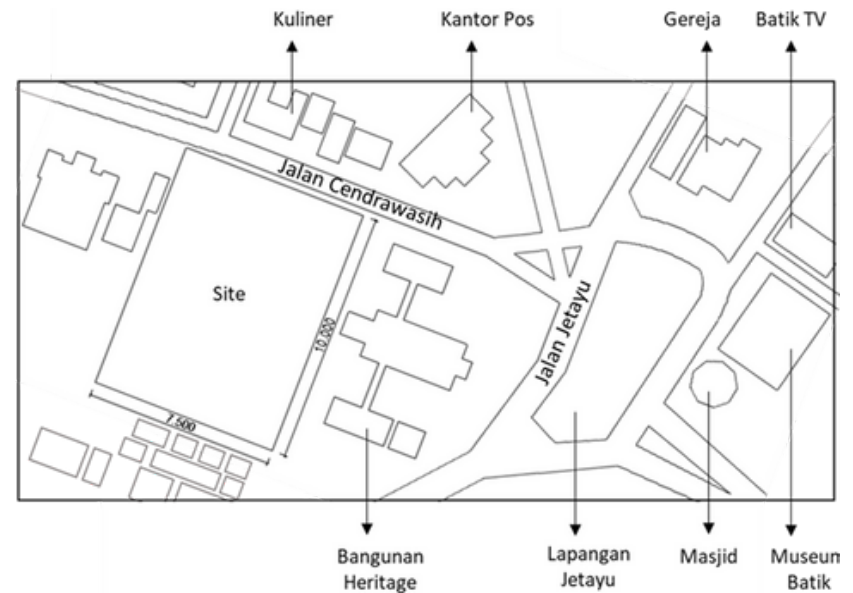 Kuliner
Kantor Pos
Gereja
Batik TV
Jalan Cendrawasih
Site
10.000
Jalan Jetayu
7.500
Bangunan
Heritage
Lapangan
Jetayu
Masjid
Museum
Batik